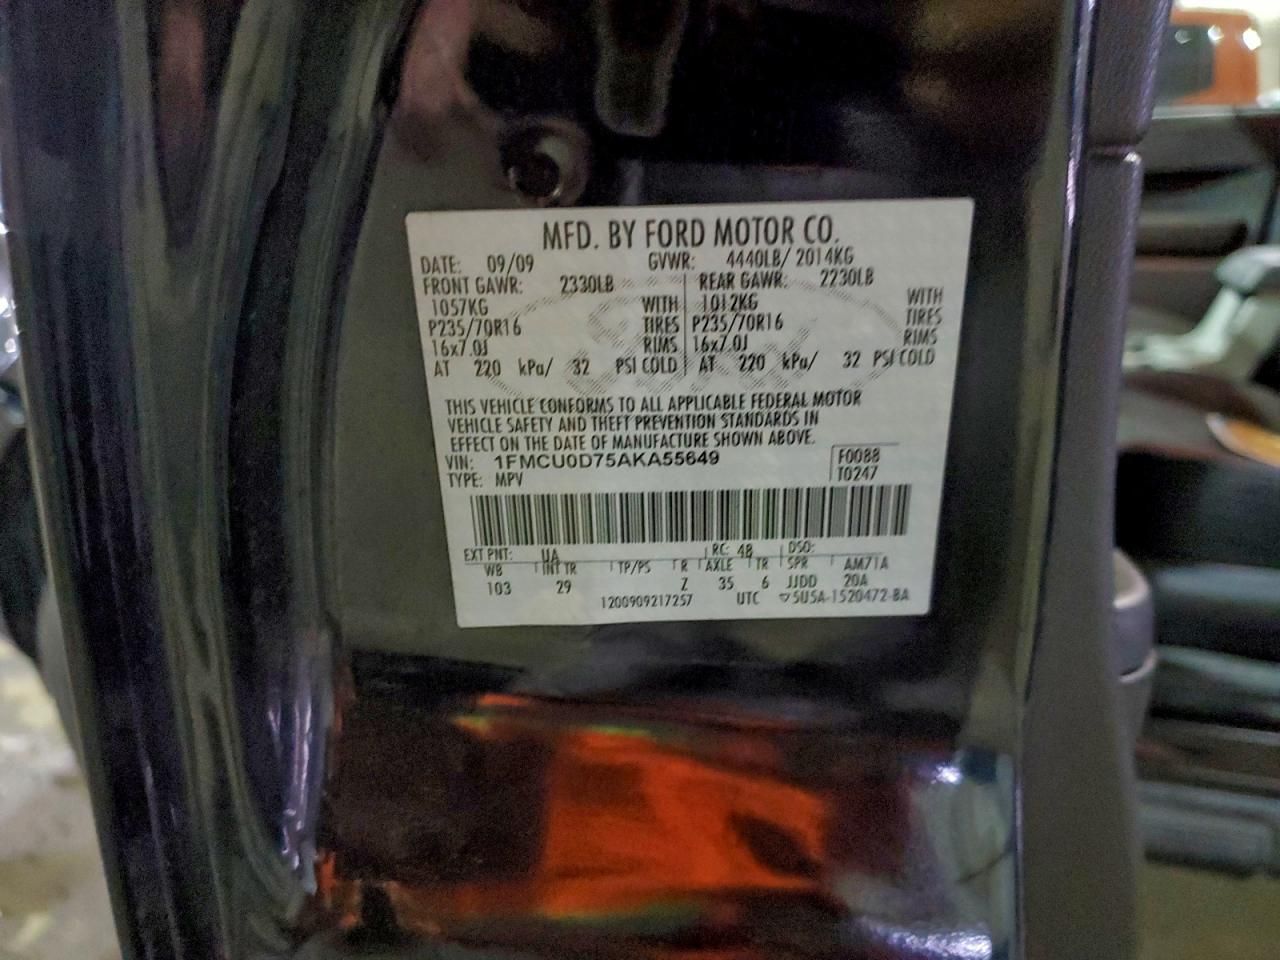 MFD. BY FORD MOTOR CO.
DATE: 09/09 GVWR: 4440LB/ 2014KG
FRONT GAWR: 2330LB REAR GAWR: 2230LB
1057KG WITH 1012KG WITH
P235/70R16 TIRES P235/70R16 TIRES
16x7.0J RIMS 16x7.0J RIMS
AT 220 kPa/ 32 PSI COLD AT 220 kPa/ 32 PSI COLD
THIS VEHICLE CONFORMS TO ALL APPLICABLE FEDERAL MOTOR
VEHICLE SAFETY AND THEFT PREVENTION STANDARDS IN
EFFECT ON THE DATE OF MANUFACTURE SHOWN ABOVE.
VIN: 1FMCU0D75AKA55649 F0088
TYPE: MPV T0247
EXT PNT: UA RC: 48 DSO:
WB INT TR TP/PS R AXLE TR SPR AM71A
103 29 Z 35 6 JJDD 20A
1200909217257 UTC ▽5U5A-1520472-BA